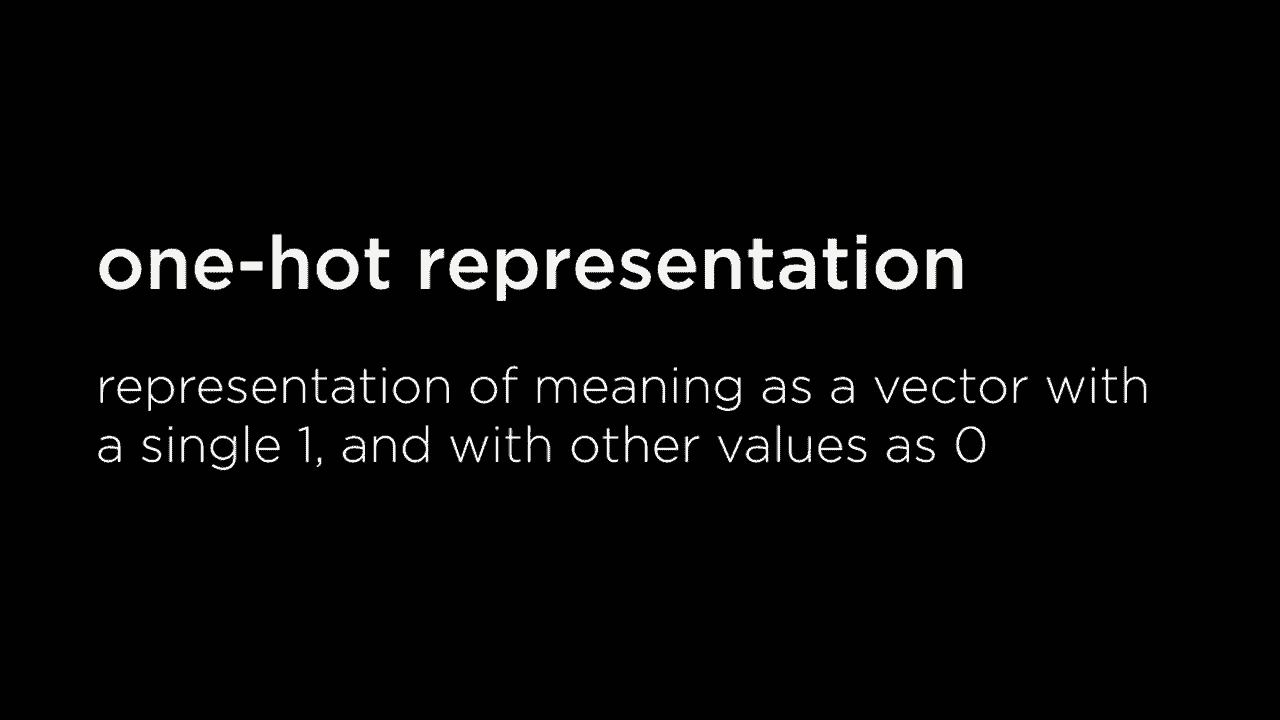 one-hot representation
representation of meaning as a vector with
a single 1, and with other values as 0